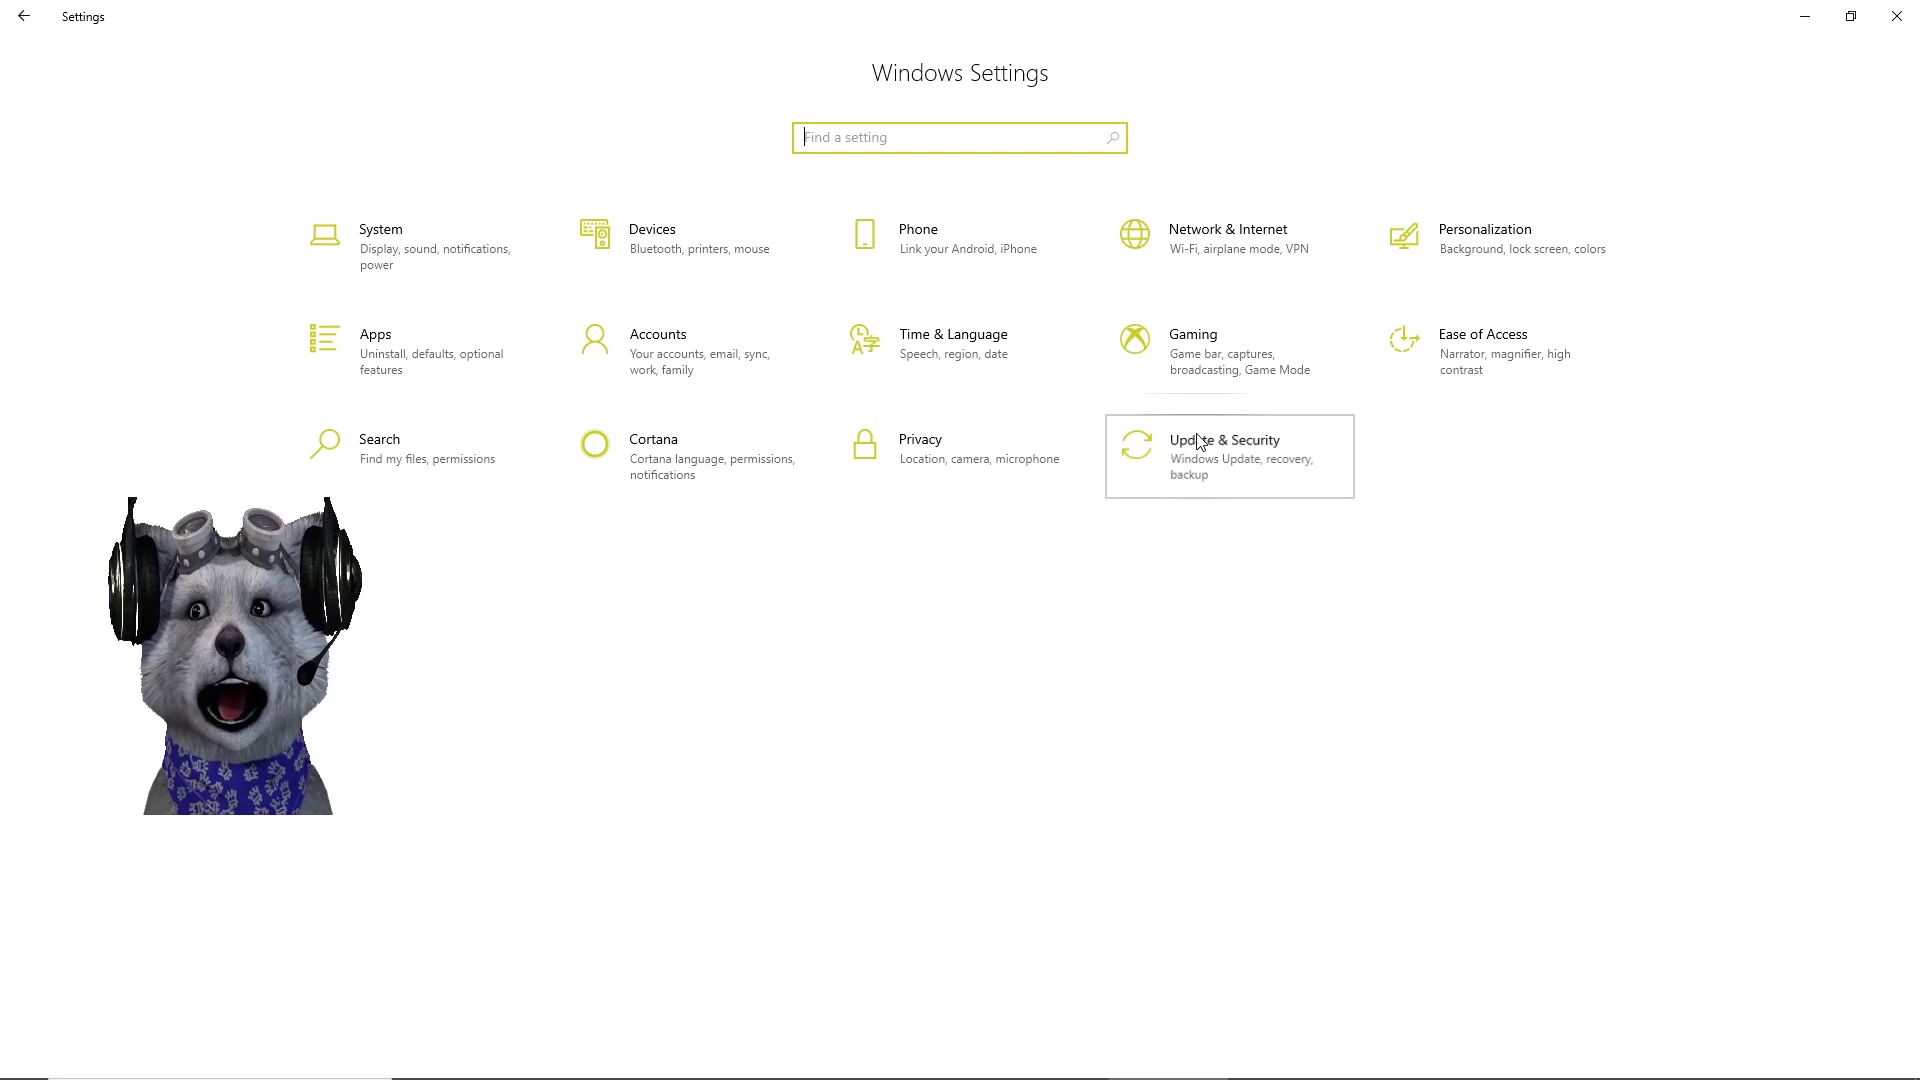 Settings
Windows Settings
Find a setting
System
Display, sound, notifications,
power
Devices
Bluetooth, printers, mouse
Phone
Link your Android, iPhone
Network & Internet
Wi-Fi, airplane mode, VPN
Personalization
Background, lock screen, colors
Apps
Uninstall, defaults, optional
features
Accounts
Your accounts, email, sync,
work, family
Time & Language
Speech, region, date
Gaming
Game bar, captures,
broadcasting, Game Mode
Ease of Access
Narrator, magnifier, high
contrast
Search
Find my files, permissions
Cortana
Cortana language, permissions,
notifications
Privacy
Location, camera, microphone
Update & Security
Windows Update, recovery,
backup